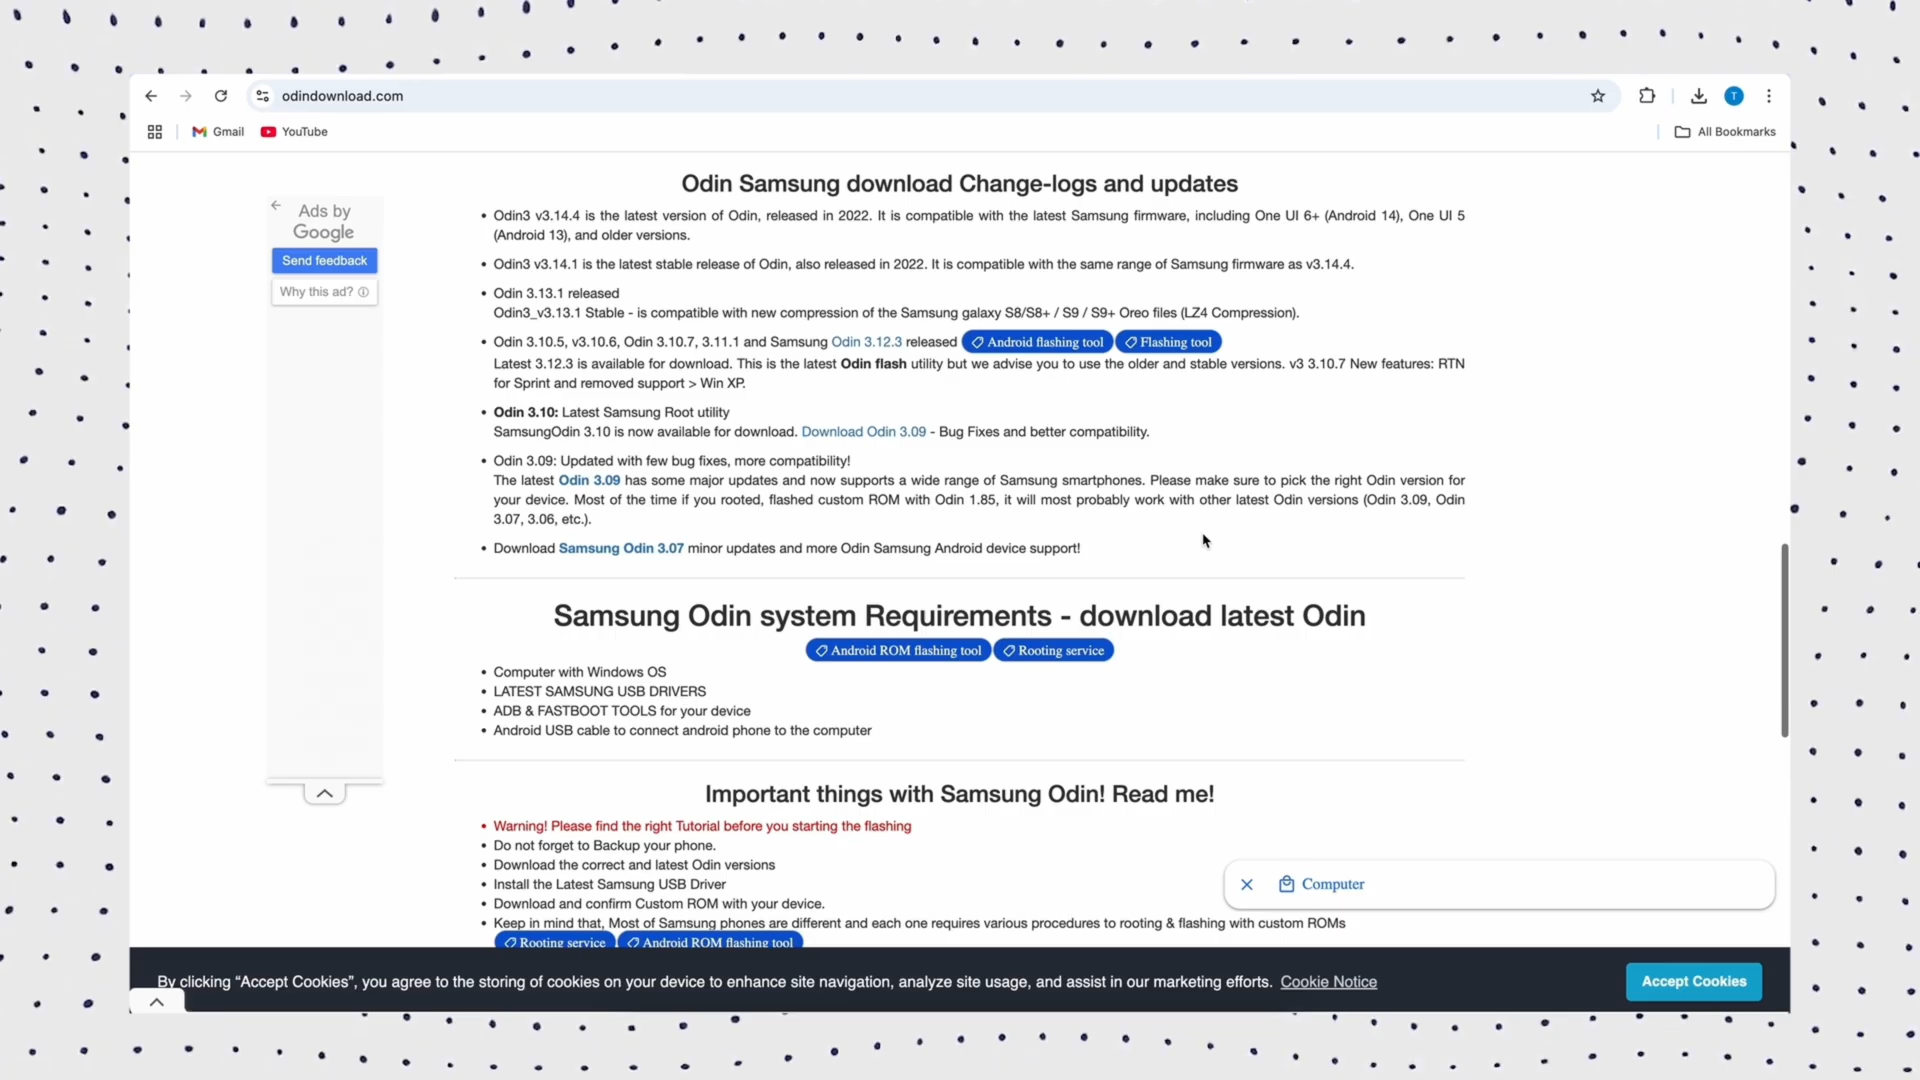 odindownload.com
T
Gmail
YouTube
All Bookmarks
Ads by
Google
Send feedback
Why this ad?
Odin Samsung download Change-logs and updates
• Odin3 v3.14.4 is the latest version of Odin, released in 2022. It is compatible with the latest Samsung firmware, including One UI 6+ (Android 14), One UI 5
(Android 13), and older versions.
• Odin3 v3.14.1 is the latest stable release of Odin, also released in 2022. It is compatible with the same range of Samsung firmware as v3.14.4.
• Odin 3.13.1 released
Odin3_v3.13.1 Stable - is compatible with new compression of the Samsung galaxy S8/S8+ / S9 / S9+ Oreo files (LZ4 Compression).
• Odin 3.10.5, v3.10.6, Odin 3.10.7, 3.11.1 and Samsung Odin 3.12.3 released Android flashing tool Flashing tool
Latest 3.12.3 is available for download. This is the latest Odin flash utility but we advise you to use the older and stable versions. v3 3.10.7 New features: RTN
for Sprint and removed support > Win XP.
• Odin 3.10: Latest Samsung Root utility
SamsungOdin 3.10 is now available for download. Download Odin 3.09 - Bug Fixes and better compatibility.
• Odin 3.09: Updated with few bug fixes, more compatibility!
The latest Odin 3.09 has some major updates and now supports a wide range of Samsung smartphones. Please make sure to pick the right Odin version for
your device. Most of the time if you rooted, flashed custom ROM with Odin 1.85, it will most probably work with other latest Odin versions (Odin 3.09, Odin
3.07, 3.06, etc.).
• Download Samsung Odin 3.07 minor updates and more Odin Samsung Android device support!
Samsung Odin system Requirements - download latest Odin
Android ROM flashing tool Rooting service
• Computer with Windows OS
• LATEST SAMSUNG USB DRIVERS
• ADB & FASTBOOT TOOLS for your device
• Android USB cable to connect android phone to the computer
Important things with Samsung Odin! Read me!
• Warning! Please find the right Tutorial before you starting the flashing
• Do not forget to Backup your phone.
• Download the correct and latest Odin versions
• Install the Latest Samsung USB Driver
• Download and confirm Custom ROM with your device.
• Keep in mind that, Most of Samsung phones are different and each one requires various procedures to rooting & flashing with custom ROMs
Rooting service Android ROM flashing tool
Computer
By clicking “Accept Cookies”, you agree to the storing of cookies on your device to enhance site navigation, analyze site usage, and assist in our marketing efforts. Cookie Notice
Accept Cookies